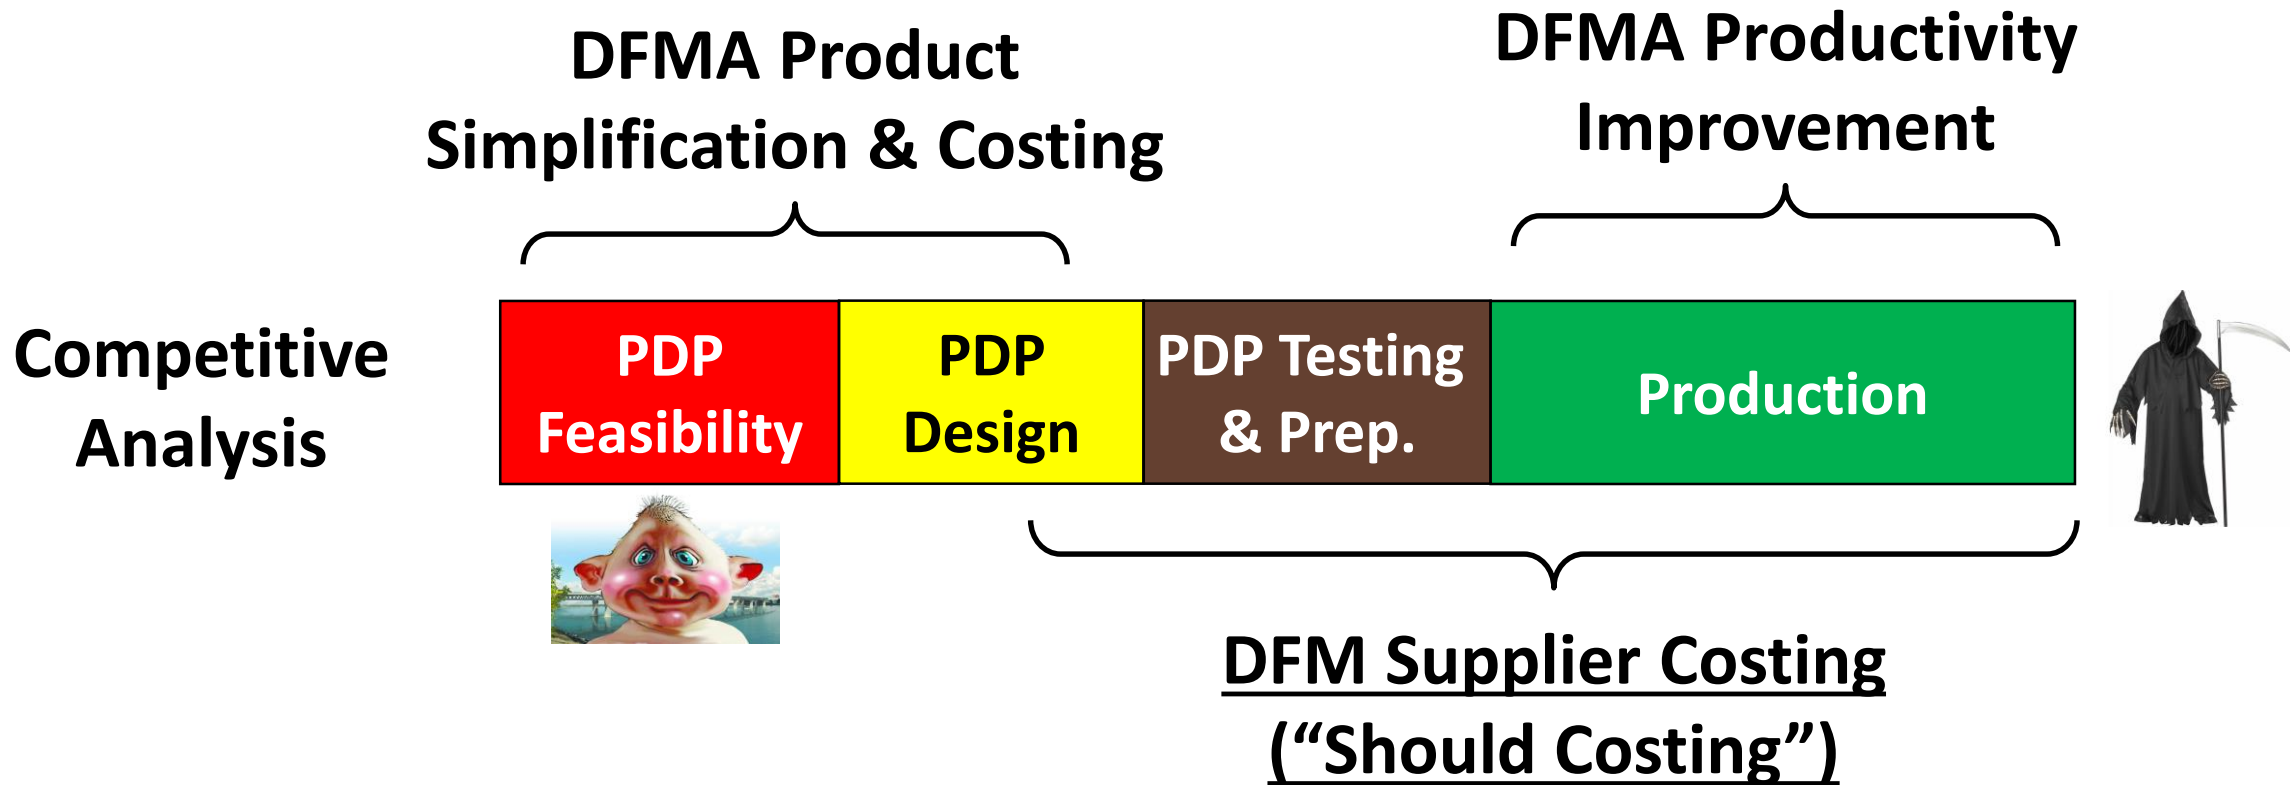 DFMA Product
Simplification & Costing
DFMA Productivity
Improvement
Competitive
Analysis
PDP
Feasibility
PDP
Design
PDP Testing
& Prep.
Production
DFM Supplier Costing
(“Should Costing”)